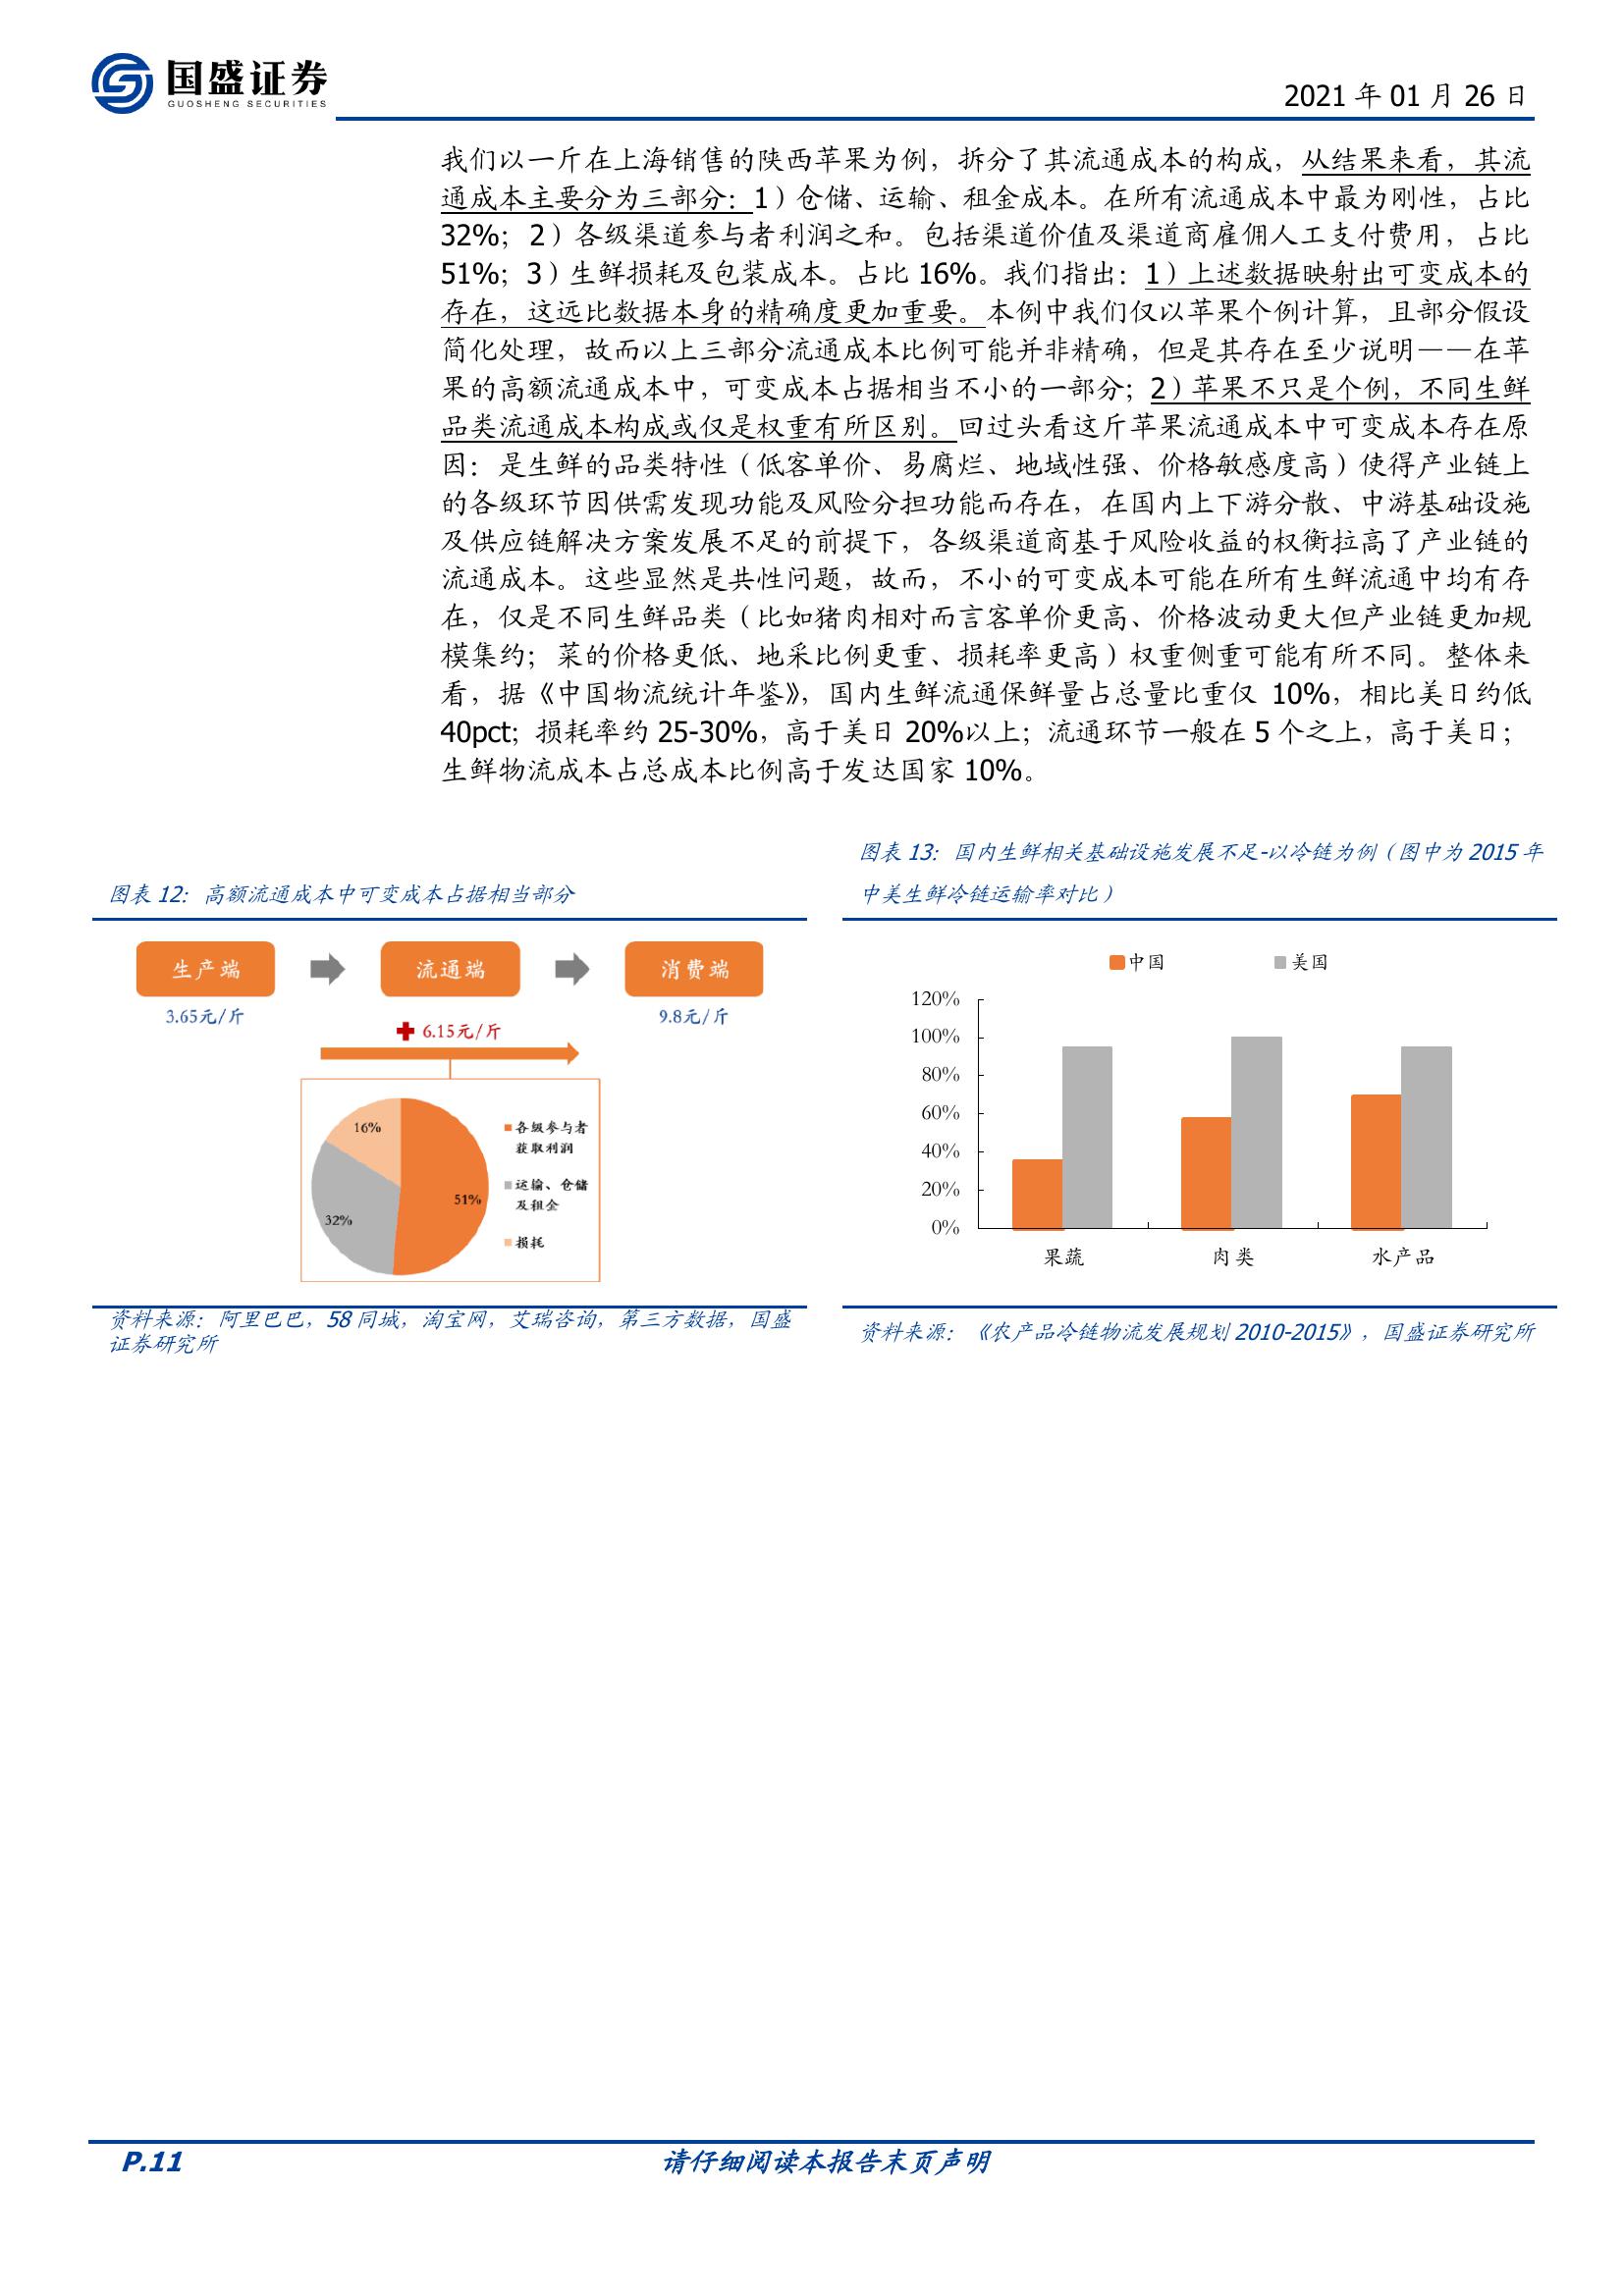 国盛证券
GUOSHENG SECURITIES
2021 年 01 月 26 日
我们以一斤在上海销售的陕西苹果为例，拆分了其流通成本的构成，从结果来看，其流
通成本主要分为三部分：1）仓储、运输、租金成本。在所有流通成本中最为刚性，占比
32%；2）各级渠道参与者利润之和。包括渠道价值及渠道商雇佣人工支付费用，占比
51%；3）生鲜损耗及包装成本。占比 16%。我们指出：1）上述数据映射出可变成本的
存在，这远比数据本身的精确度更加重要。本例中我们仅以苹果个例计算，且部分假设
简化处理，故而以上三部分流通成本比例可能并非精确，但是其存在至少说明——在苹
果的高额流通成本中，可变成本占据相当不小的一部分；2）苹果不只是个例，不同生鲜
品类流通成本构成或仅是权重有所区别。回过头看这斤苹果流通成本中可变成本存在原
因：是生鲜的品类特性（低客单价、易腐烂、地域性强、价格敏感度高）使得产业链上
的各级环节因供需发现功能及风险分担功能而存在，在国内上下游分散、中游基础设施
及供应链解决方案发展不足的前提下，各级渠道商基于风险收益的权衡拉高了产业链的
流通成本。这些显然是共性问题，故而，不小的可变成本可能在所有生鲜流通中均有存
在，仅是不同生鲜品类（比如猪肉相对而言客单价更高、价格波动更大但产业链更加规
模集约；菜的价格更低、地采比例更重、损耗率更高）权重侧重可能有所不同。整体来
看，据《中国物流统计年鉴》，国内生鲜流通保鲜量占总量比重仅 10%，相比美日约低
40pct；损耗率约 25-30%，高于美日 20%以上；流通环节一般在 5 个之上，高于美日；
生鲜物流成本占总成本比例高于发达国家 10%。
图表 12：高额流通成本中可变成本占据相当部分
生产端
流通端
消费端
3.65元/斤
9.8元/斤
6.15元/斤
16%
51%
32%
各级参与者
获取利润
运输、仓储
及租金
损耗
资料来源：阿里巴巴，58 同城，淘宝网，艾瑞咨询，第三方数据，国盛
证券研究所
图表 13：国内生鲜相关基础设施发展不足-以冷链为例（图中为 2015 年
中美生鲜冷链运输率对比）
中国
美国
120%
100%
80%
60%
40%
20%
0%
果蔬
肉类
水产品
资料来源：《农产品冷链物流发展规划 2010-2015》，国盛证券研究所
P.11
请仔细阅读本报告末页声明